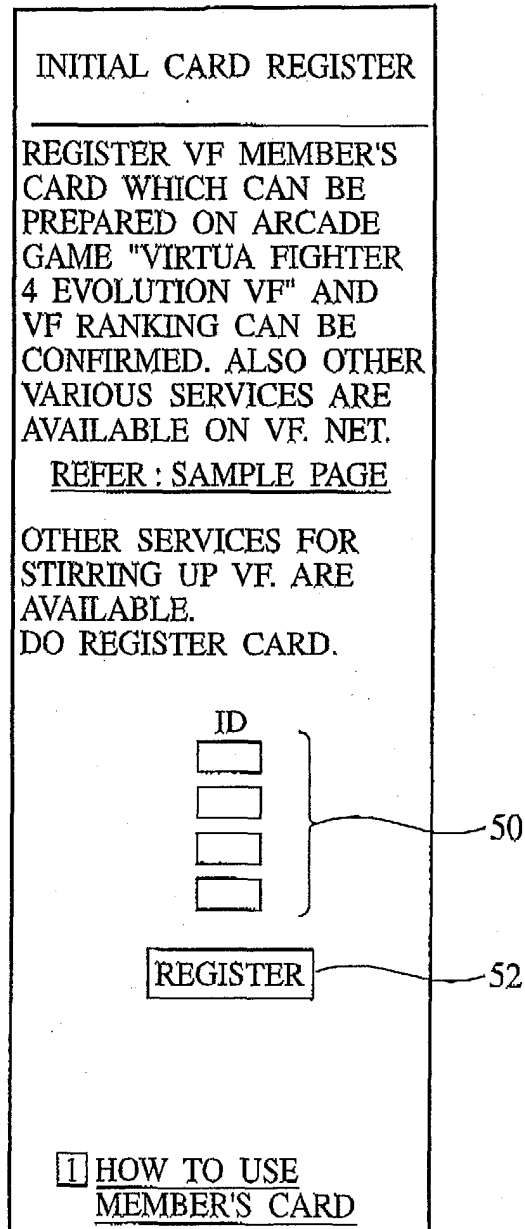 INITIAL CARD REGISTER
REGISTER VF MEMBER'S
CARD WHICH CAN BE
PREPARED ON ARCADE
GAME "VIRTUA FIGHTER
4 EVOLUTION VF" AND
VF RANKING CAN BE
CONFIRMED. ALSO OTHER
VARIOUS SERVICES ARE
AVAILABLE ON VF. NET.
REFER : SAMPLE PAGE
OTHER SERVICES FOR
STIRRING UP VF. ARE
AVAILABLE.
DO REGISTER CARD.
ID
50
REGISTER
52
1 HOW TO USE
MEMBER'S CARD